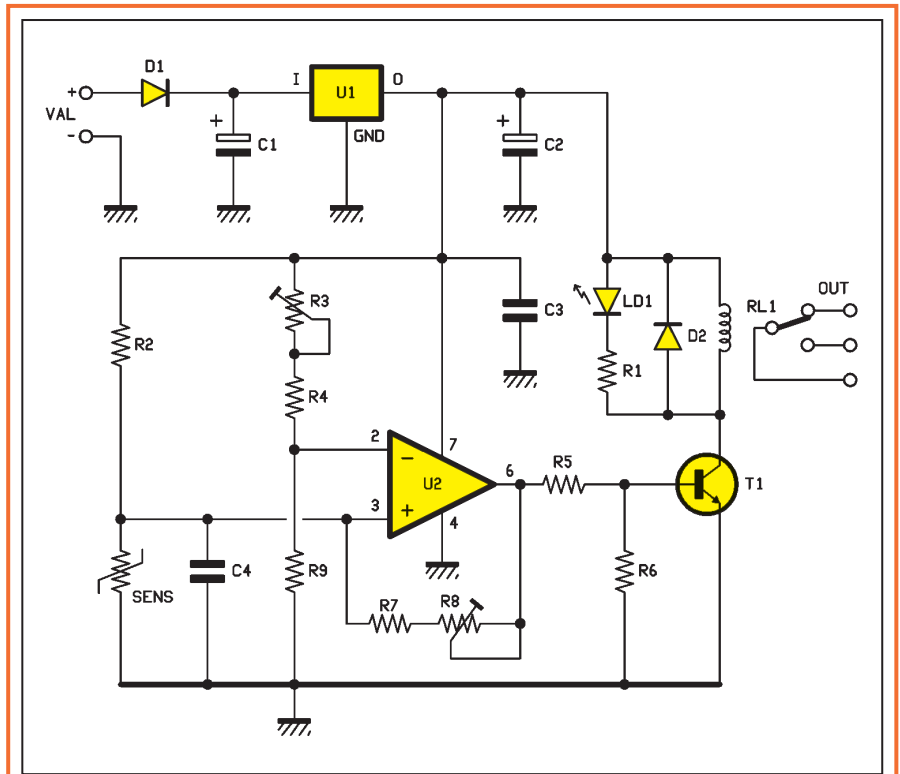 D1
I
U1
O
+
VAL
-
GND
+
C1
+
C2
R3
C3
LD1
D2
RL1
OUT
R2
R1
R4
2
7
-
U2
6
R5
T1
3
+
4
C4
R9
R6
SENS
R7
R8